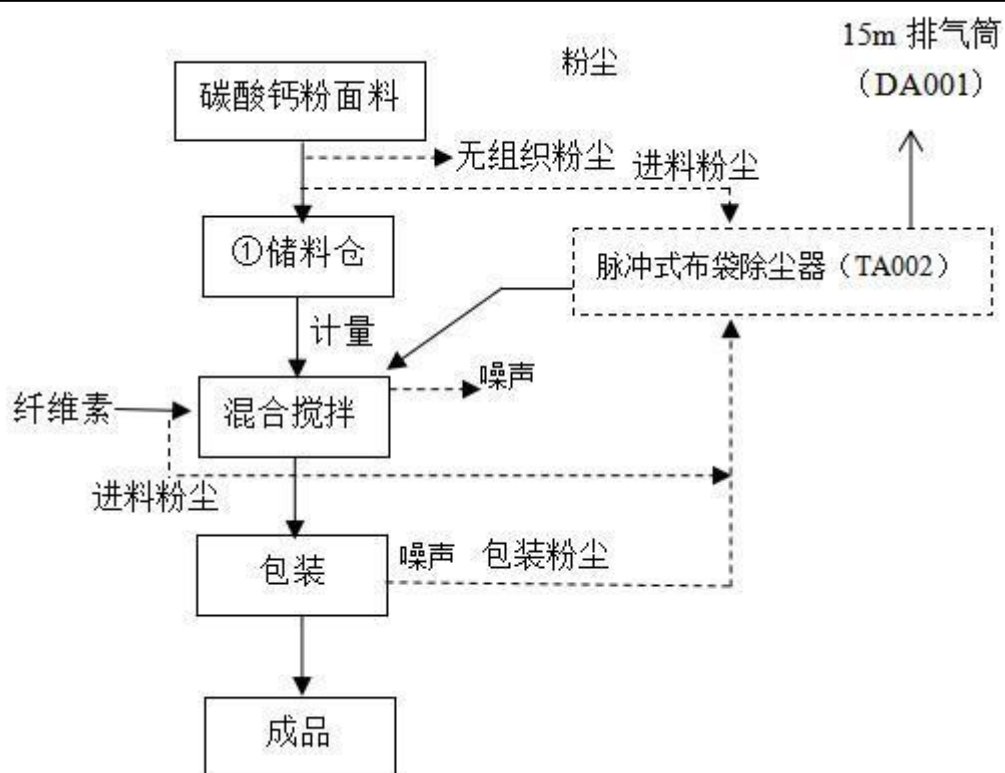 15m 排气筒
（DA001）
粉尘
碳酸钙粉面料
无组织粉尘
进料粉尘
①储料仓
脉冲式布袋除尘器（TA002）
计量
噪声
纤维素
混合搅拌
进料粉尘
包装
噪声
包装粉尘
成品